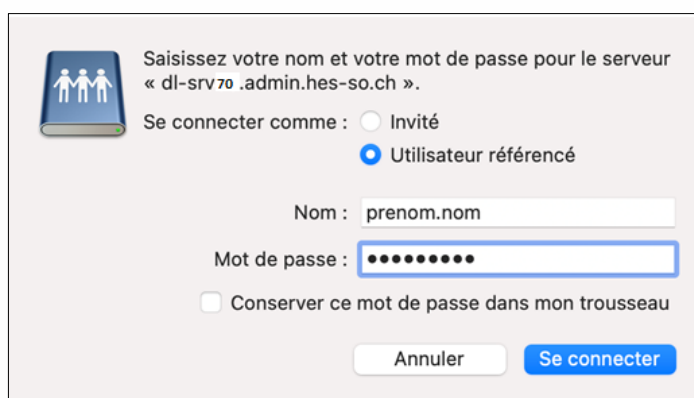 Saisissez votre nom et votre mot de passe pour le serveur
« dl-srv70 .admin.hes-so.ch ».
Se connecter comme : Invité
Utilisateur référencé
Nom : prenom.nom
Mot de passe : •••••••••
Conserver ce mot de passe dans mon trousseau
Annuler Se connecter